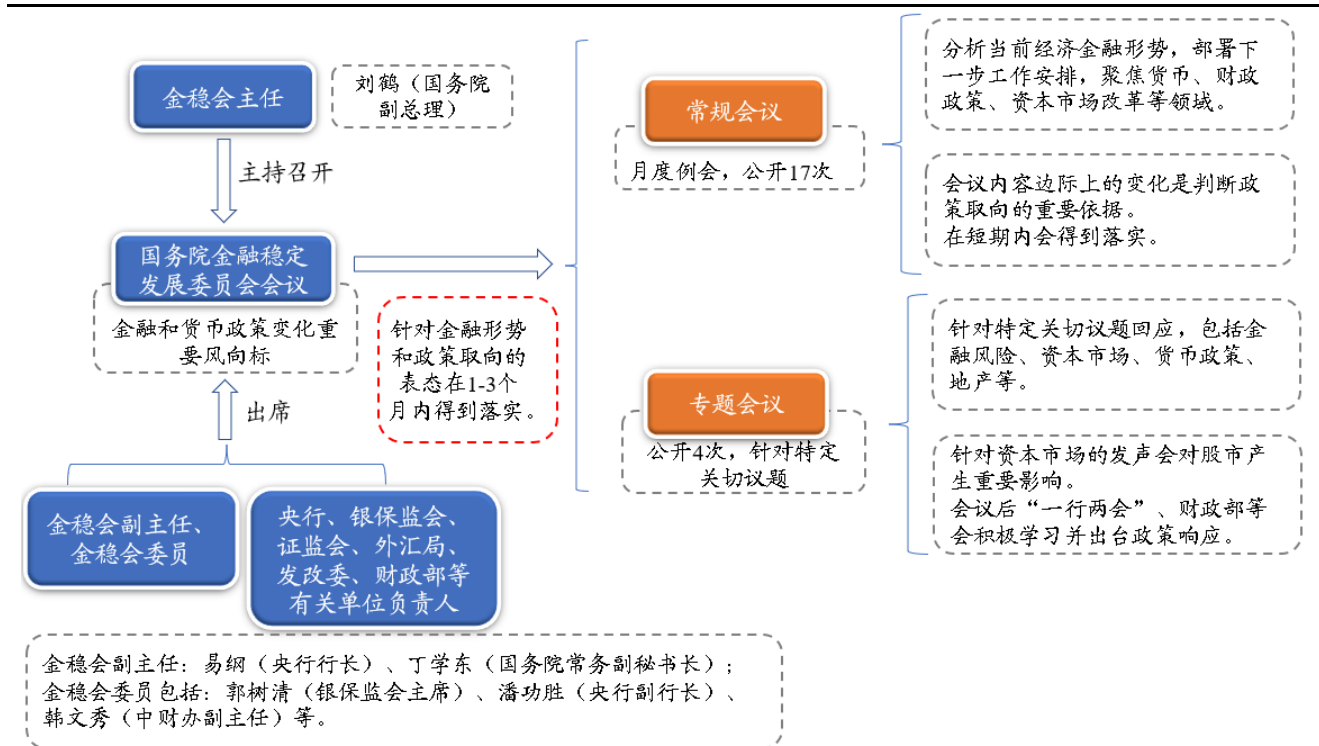 金稳会主任
刘鹤（国务院
副总理）
主持召开
国务院金融稳定
发展委员会会议
金融和货币政策变化重
要风向标
出席
金稳会副主任、
金稳会委员
央行、银保监会、
证监会、外汇局、
发改委、财政部等
有关单位负责人
金稳会副主任：易纲（央行行长）、丁学东（国务院常务副秘书长）；
金稳会委员包括：郭树清（银保监会主席）、潘功胜（央行副行长）、
韩文秀（中财办副主任）等。
针对金融形势
和政策取向的
表态在1-3个
月内得到落实。
常规会议
月度例会，公开17次
分析当前经济金融形势，部署下
一步工作安排，聚焦货币、财政
政策、资本市场改革等领域。
会议内容边际上的变化是判断政
策取向的重要依据。
在短期内会得到落实。
专题会议
公开4次，针对特定
关切议题
针对特定关切议题回应，包括金
融风险、资本市场、货币政策、
地产等。
针对资本市场的发声会对股市产
生重要影响。
会议后“一行两会”、财政部等
会积极学习并出台政策响应。